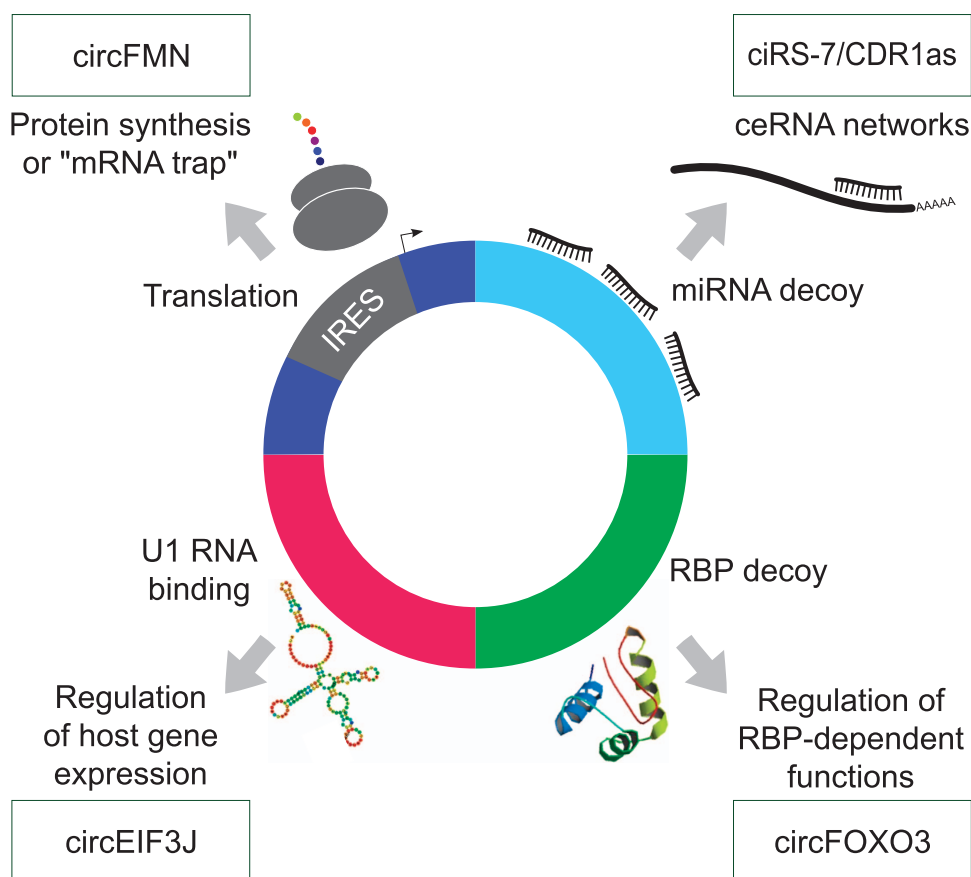 circFMN
Protein synthesis
or "mRNA trap"
Translation
IRES
ciRS-7/CDR1as
ceRNA networks
AAAAA
miRNA decoy
U1 RNA
binding
Regulation
of host gene
expression
circEIF3J
RBP decoy
Regulation of
RBP-dependent
functions
circFOXO3